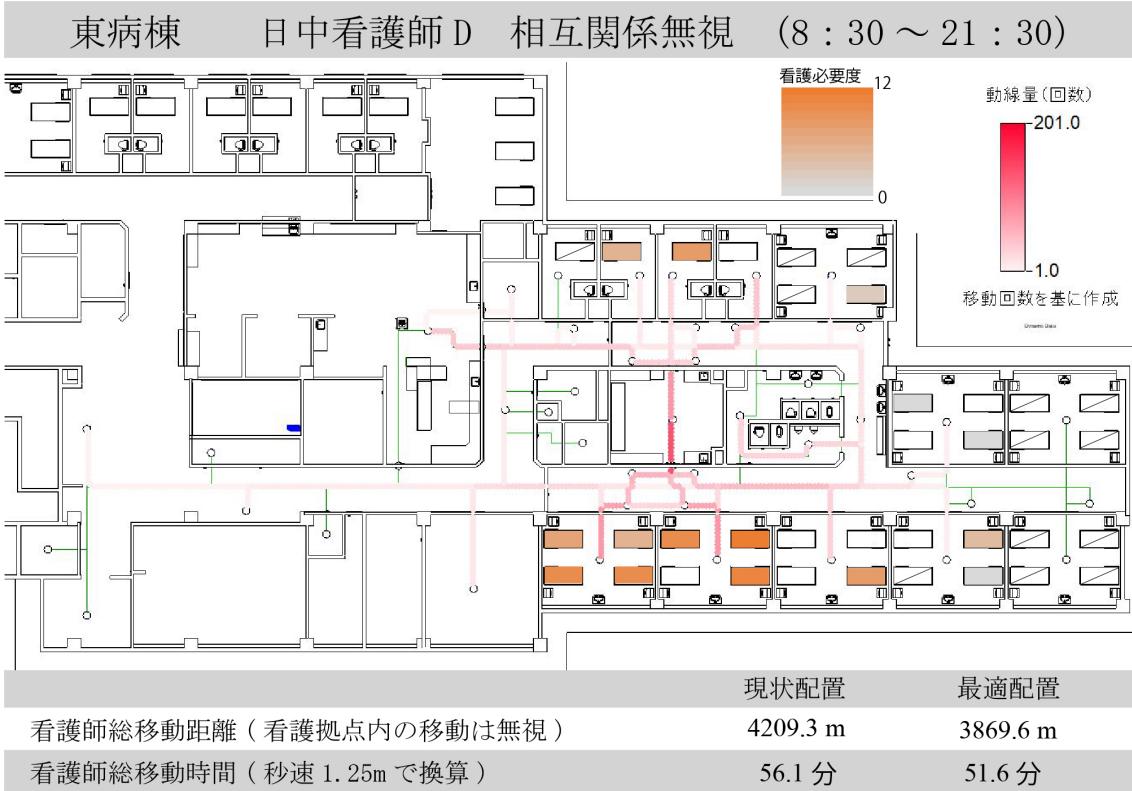 東病棟　日中看護師 D　相互関係無視　(8 : 30 ～ 21 : 30)
看護必要度
12
0
動線量(回数)
201.0
1.0
移動回数を基に作成
Dynamic Data
現状配置　最適配置
看護師総移動距離 ( 看護拠点内の移動は無視 )　4209.3 m　3869.6 m
看護師総移動時間 ( 秒速 1.25m で換算 )　56.1 分　51.6 分